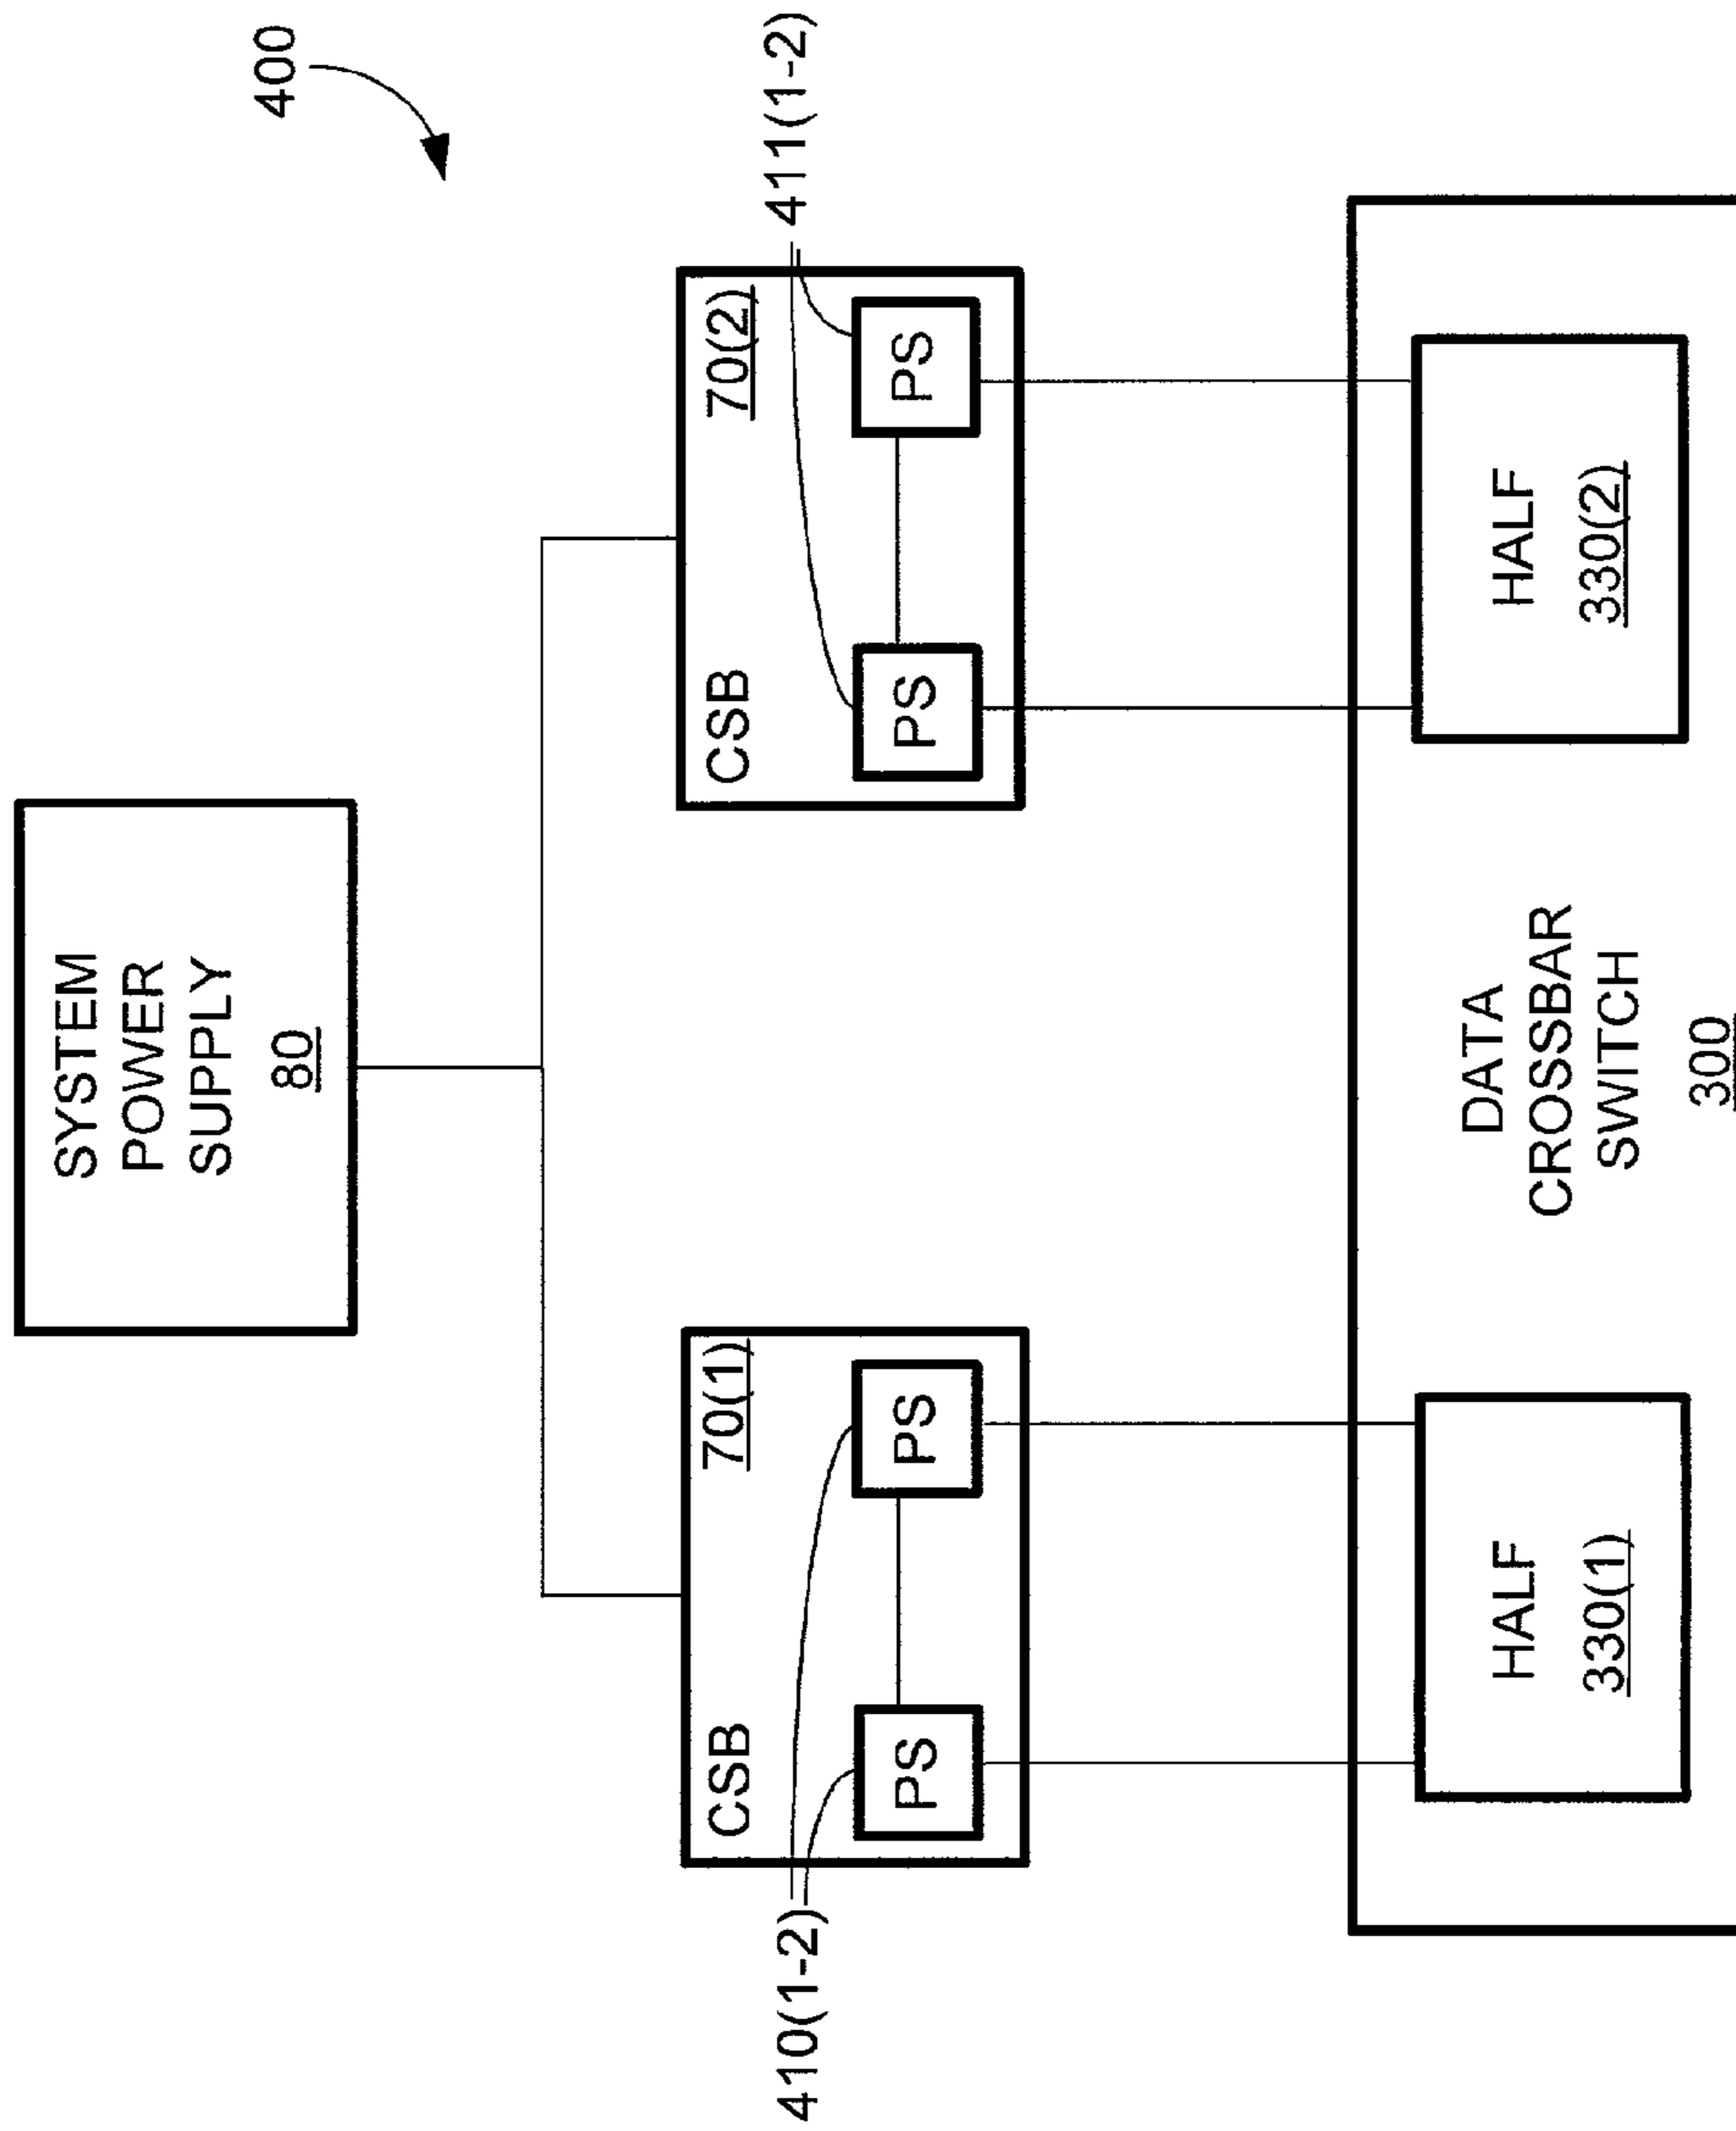 400
SYSTEM
POWER
SUPPLY
80
410(1-2)
CSB
70(1)
PS
PS
CSB
70(2)
PS
PS
411(1-2)
HALF
330(1)
DATA
CROSSBAR
SWITCH
300
HALF
330(2)